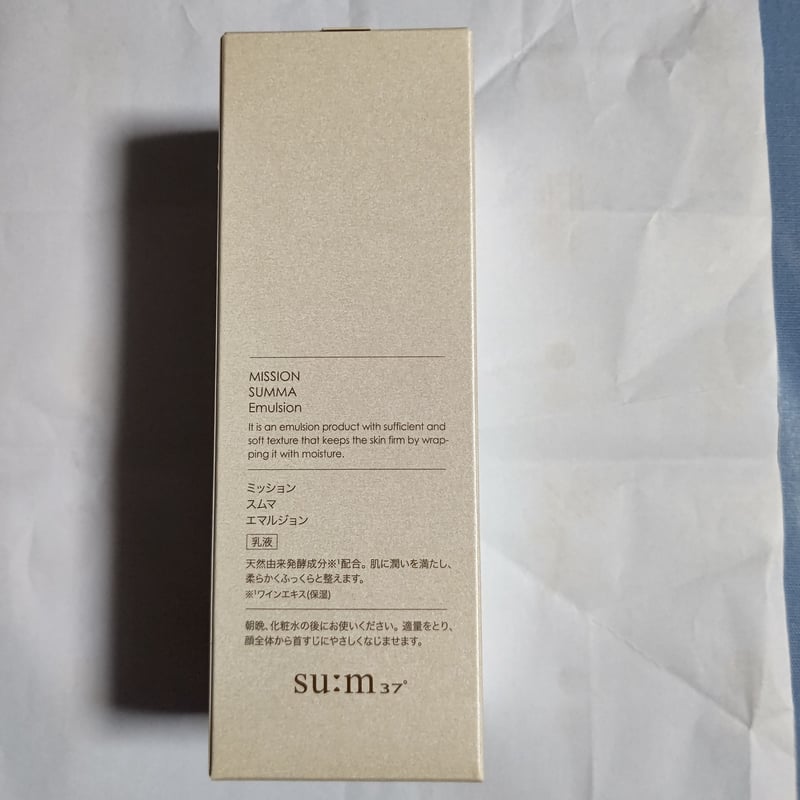 MISSION
SUMMA
Emulsion
It is an emulsion product with sufficient and
soft texture that keeps the skin firm by wrap-
ping it with moisture.
ミッション
スムマ
エマルジョン
乳液
天然由来発酵成分※¹配合。肌に潤いを満たし、
柔らかくふっくらと整えます。
※¹ワインエキス(保湿)
朝晩、化粧水の後にお使いください。適量をとり、
顔全体から首すじにやさしくなじませます。
su:m37°